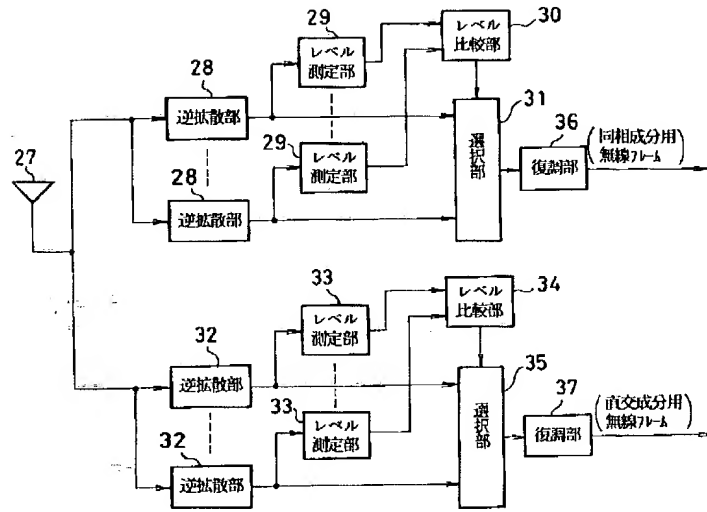 29
レベル
測定部
レベル
比較部
30
28
逆拡散部
31
選択部
36
復調部
(同相成分用
無線フレーム)
27
29
レベル
測定部
28
逆拡散部
33
レベル
測定部
レベル
比較部
34
32
逆拡散部
35
選択部
37
復調部
(直交成分用
無線フレーム)
33
レベル
測定部
32
逆拡散部